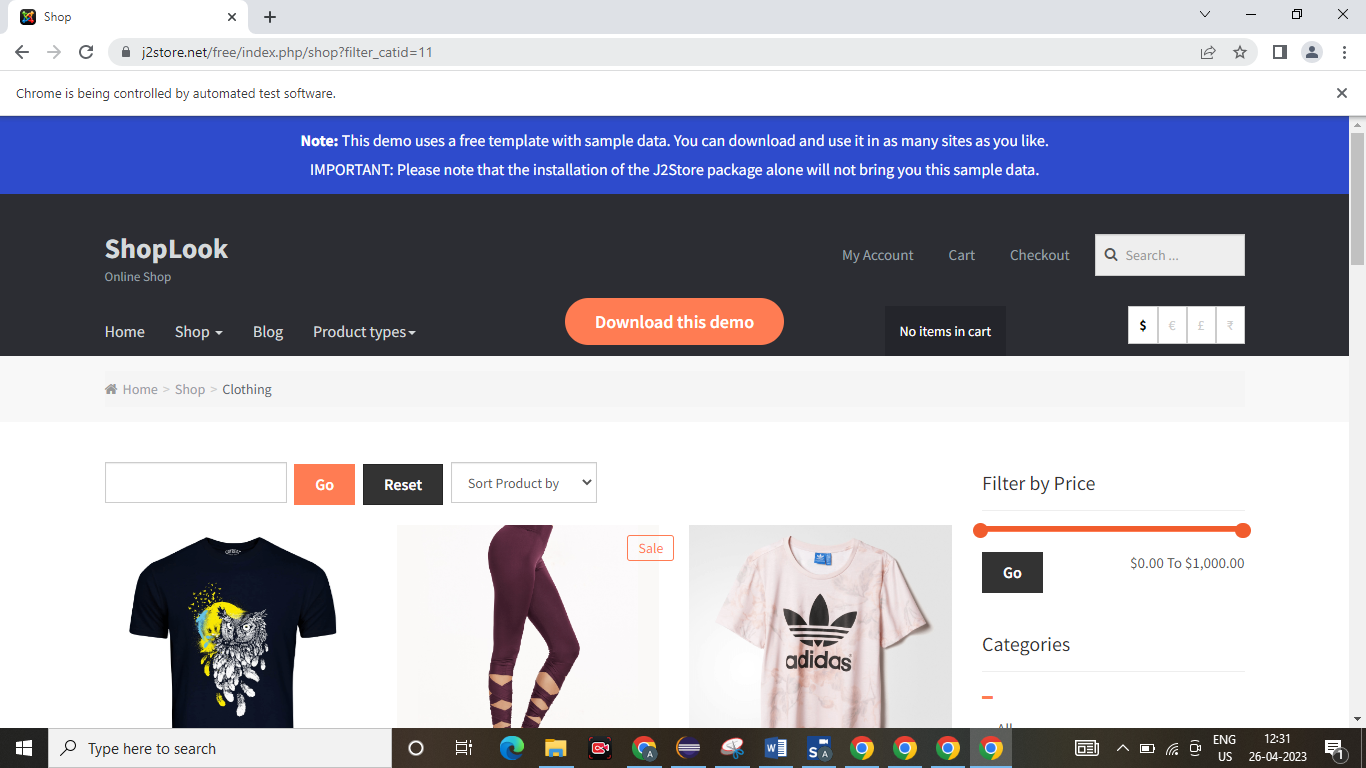 Shop
j2store.net/free/index.php/shop?filter_catid=11
Chrome is being controlled by automated test software.
Note: This demo uses a free template with sample data. You can download and use it in as many sites as you like.
IMPORTANT: Please note that the installation of the J2Store package alone will not bring you this sample data.
ShopLook
Online Shop
My Account Cart Checkout Search ...
Home Shop Blog Product types
Download this demo
No items in cart
$ € £ ₹
Home > Shop > Clothing
Go Reset Sort Product by
Filter by Price
$0.00 To $1,000.00
Go
Sale
adidas
Categories
All
Type here to search
ENG
US
12:31
26-04-2023
1